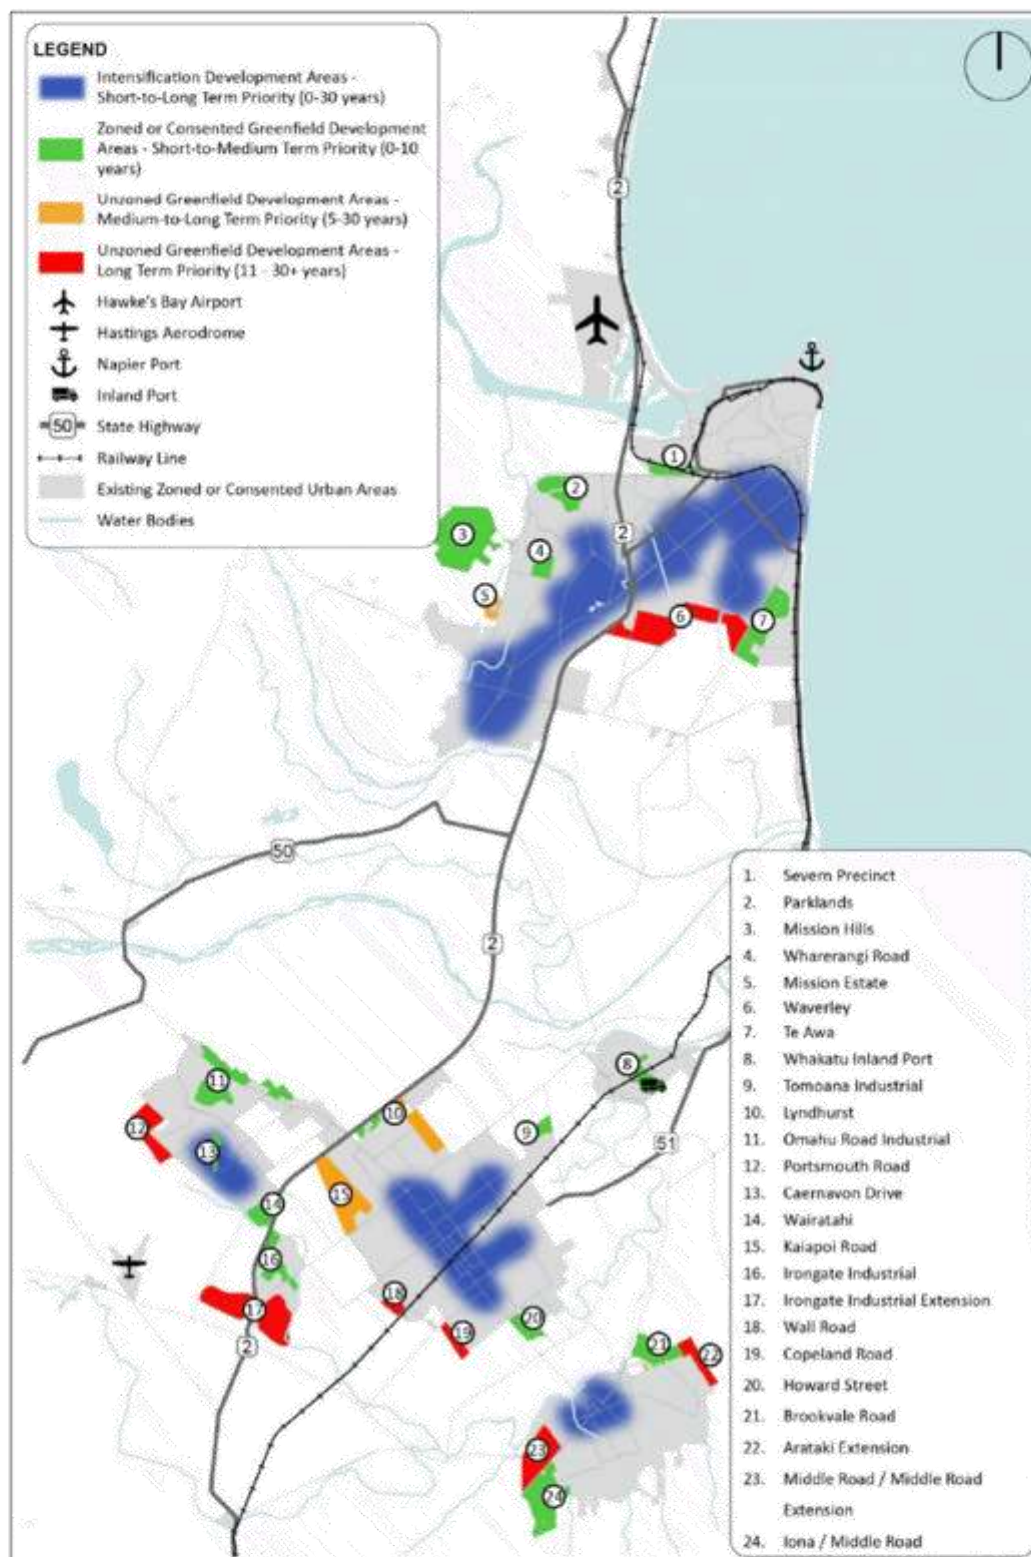 LEGEND
Intensification Development Areas -
Short-to-Long Term Priority (0-30 years)
Zoned or Consented Greenfield Development
Areas - Short-to-Medium Term Priority (0-10
years)
Unzoned Greenfield Development Areas -
Medium-to-Long Term Priority (5-30 years)
Unzoned Greenfield Development Areas -
Long Term Priority (11 - 30+ years)
Hawke's Bay Airport
Hastings Aerodrome
Napier Port
Inland Port
50 State Highway
Railway Line
Existing Zoned or Consented Urban Areas
Water Bodies
2
1
2
3
2
4
5
6
7
50
2
8
11
10
12
9
51
13
15
14
16
18
17
20
19
2
21
22
23
24
1. Severn Precinct
2. Parklands
3. Mission Hills
4. Wharerangi Road
5. Mission Estate
6. Waverley
7. Te Awa
8. Whakatu Inland Port
9. Tomoana Industrial
10. Lyndhurst
11. Omahu Road Industrial
12. Portsmouth Road
13. Caernavon Drive
14. Wairatahi
15. Kaiapoi Road
16. Irongate Industrial
17. Irongate Industrial Extension
18. Wall Road
19. Copeland Road
20. Howard Street
21. Brookvale Road
22. Arataki Extension
23. Middle Road / Middle Road
Extension
24. Iona / Middle Road